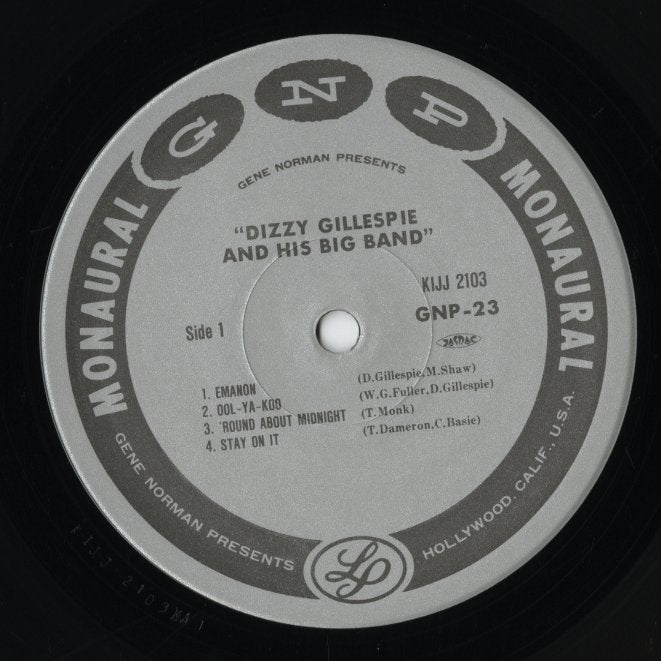 G N P
GENE NORMAN PRESENTS
"DIZZY GILLESPIE
AND HIS BIG BAND"
KIJJ 2103
GNP-23
Side 1
JASRAC
1. EMANON (D.Gillespie,M.Shaw)
2. OOL-YA-KOO (W.G.Fuller,D.Gillespie)
3. 'ROUND ABOUT MIDNIGHT (T.Monk)
4. STAY ON IT (T.Dameron,C.Basie)
MONAURAL
MONAURAL
GENE NORMAN PRESENTS
LP
HOLLYWOOD, CALIF., U.S.A.